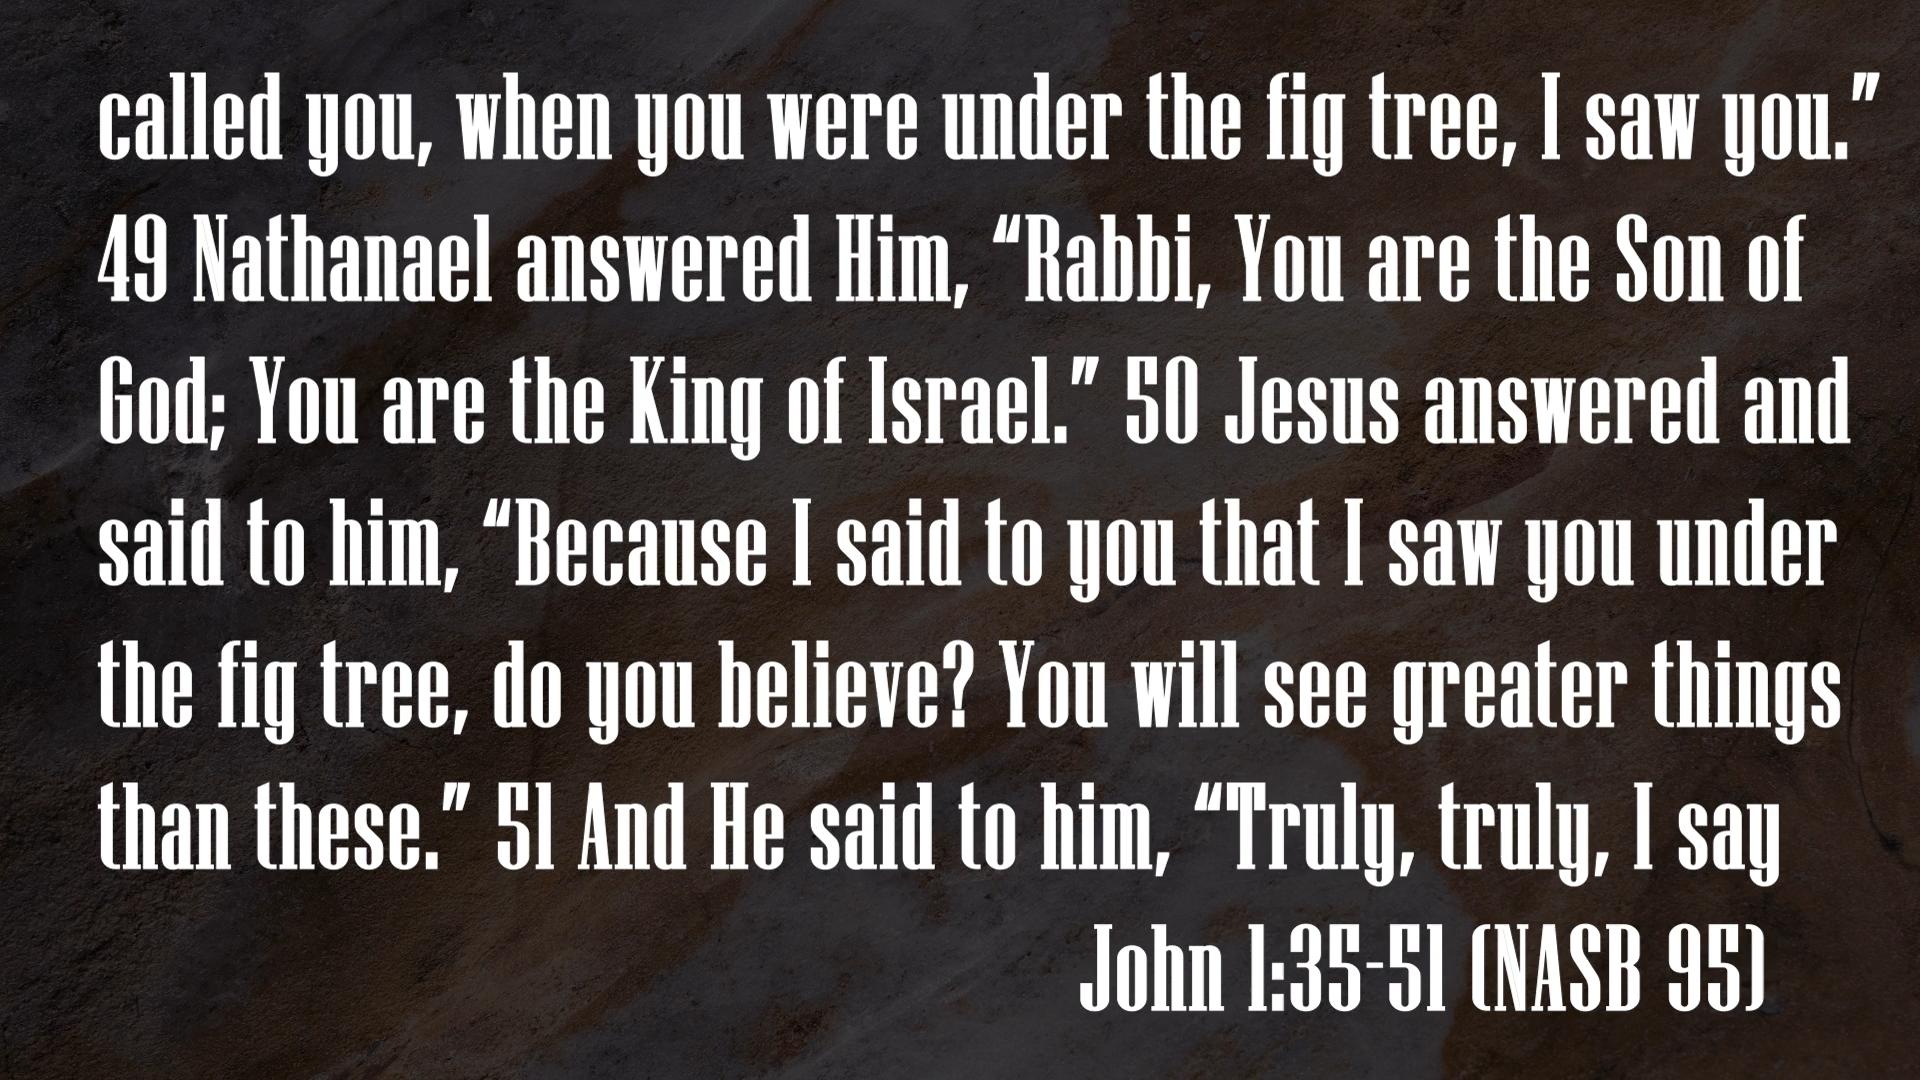 called you, when you were under the fig tree, I saw you.”
49 Nathanael answered Him, “Rabbi, You are the Son of
God; You are the King of Israel.” 50 Jesus answered and
said to him, “Because I said to you that I saw you under
the fig tree, do you believe? You will see greater things
than these.” 51 And He said to him, “Truly, truly, I say
John 1:35-51 (NASB 95)